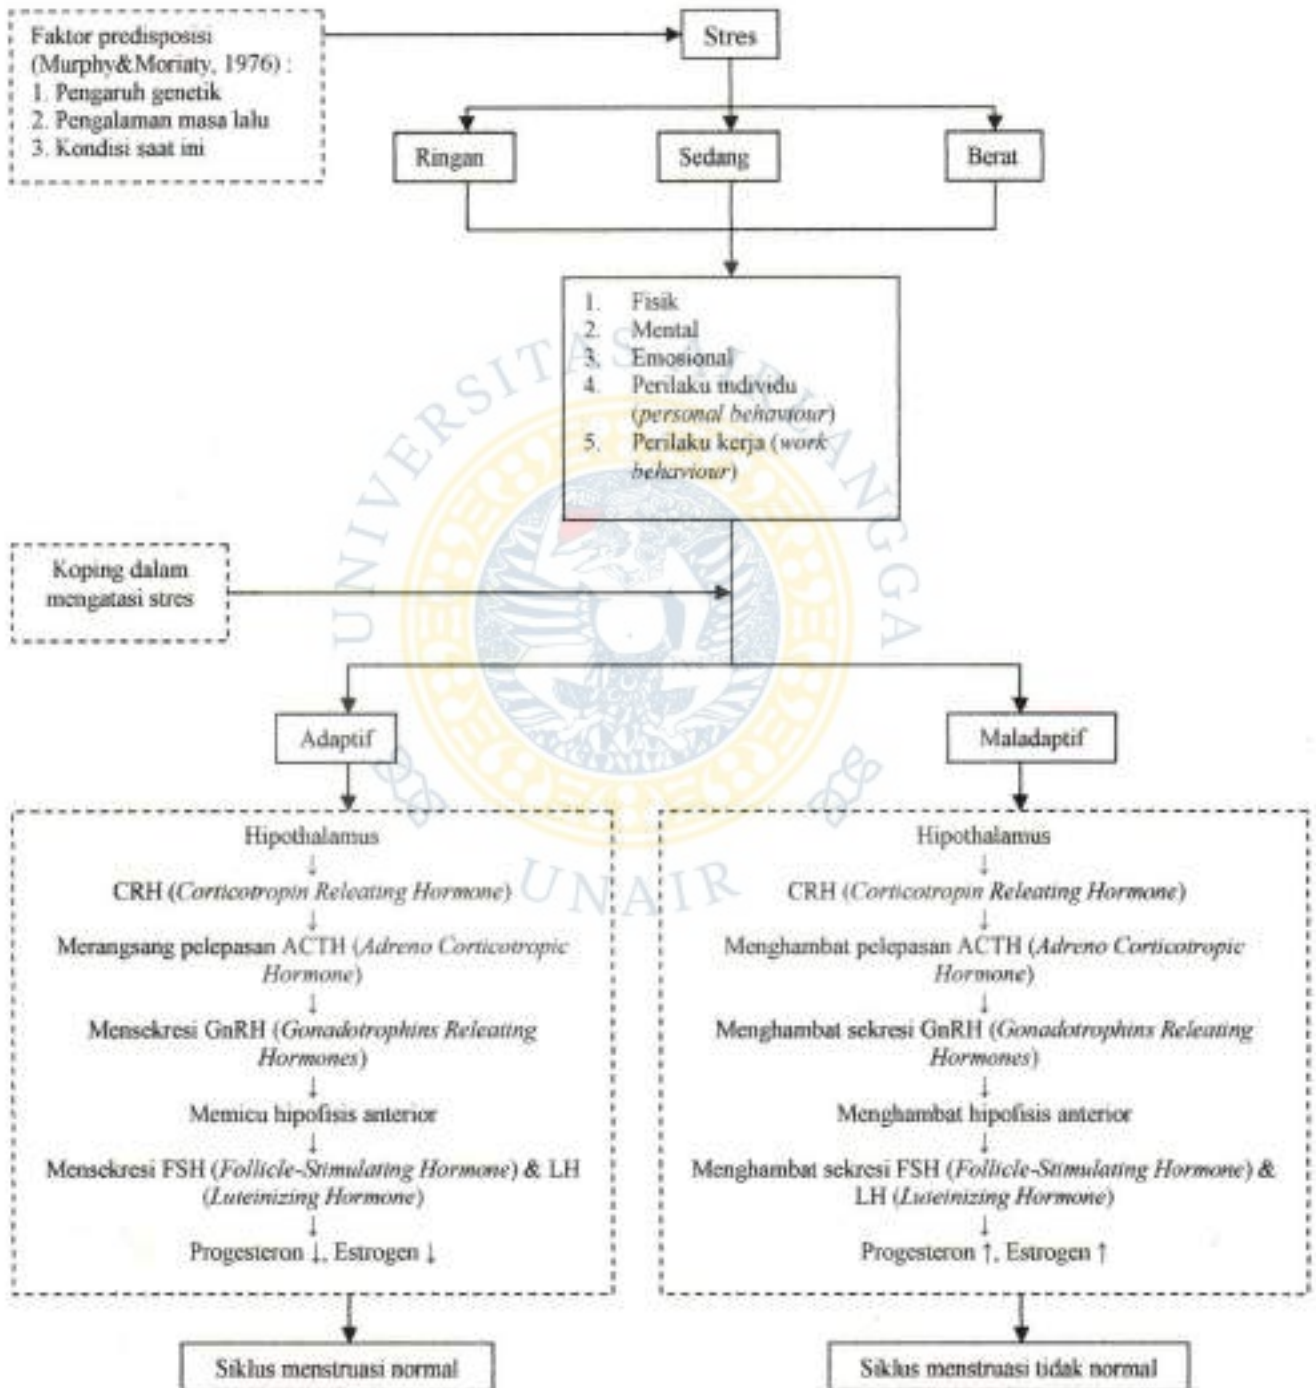 Faktor predisposisi
(Murphy&Moriaty, 1976) :
1. Pengaruh genetik
2. Pengalaman masa lalu
3. Kondisi saat ini
Stres
Ringan
Sedang
Berat
1. Fisik
2. Mental
3. Emosional
4. Perilaku individu
(personal behaviour)
5. Perilaku kerja (work
behaviour)
UNIVERSITAS AIRLANGGA
Koping dalam
mengatasi stres
Adaptif
Maladaptif
UNAIR
Hipothalamus
↓
CRH (Corticotropin Releating Hormone)
↓
Merangsang pelepasan ACTH (Adreno Corticotropic
Hormone)
↓
Mensekresi GnRH (Gonadotrophins Releating
Hormones)
↓
Memicu hipofisis anterior
↓
Mensekresi FSH (Follicle-Stimulating Hormone) & LH
(Luteinizing Hormone)
↓
Progesteron ↓, Estrogen ↓
Siklus menstruasi normal
Hipothalamus
↓
CRH (Corticotropin Releating Hormone)
↓
Menghambat pelepasan ACTH (Adreno Corticotropic
Hormone)
↓
Menghambat sekresi GnRH (Gonadotrophins Releating
Hormones)
↓
Menghambat hipofisis anterior
↓
Menghambat sekresi FSH (Follicle-Stimulating Hormone) &
LH (Luteinizing Hormone)
↓
Progesteron ↑, Estrogen ↑
Siklus menstruasi tidak normal